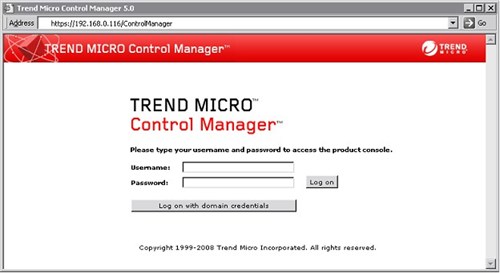 Trend Micro Control Manager 5.0
Address https://192.168.0.116/ControlManager Go
TREND MICRO Control Manager™ TREND MICRO
TREND MICRO™
Control Manager™
Please type your username and password to access the product console.
Username:
Password: Log on
Log on with domain credentials
Copyright 1999-2008 Trend Micro Incorporated. All rights reserved.